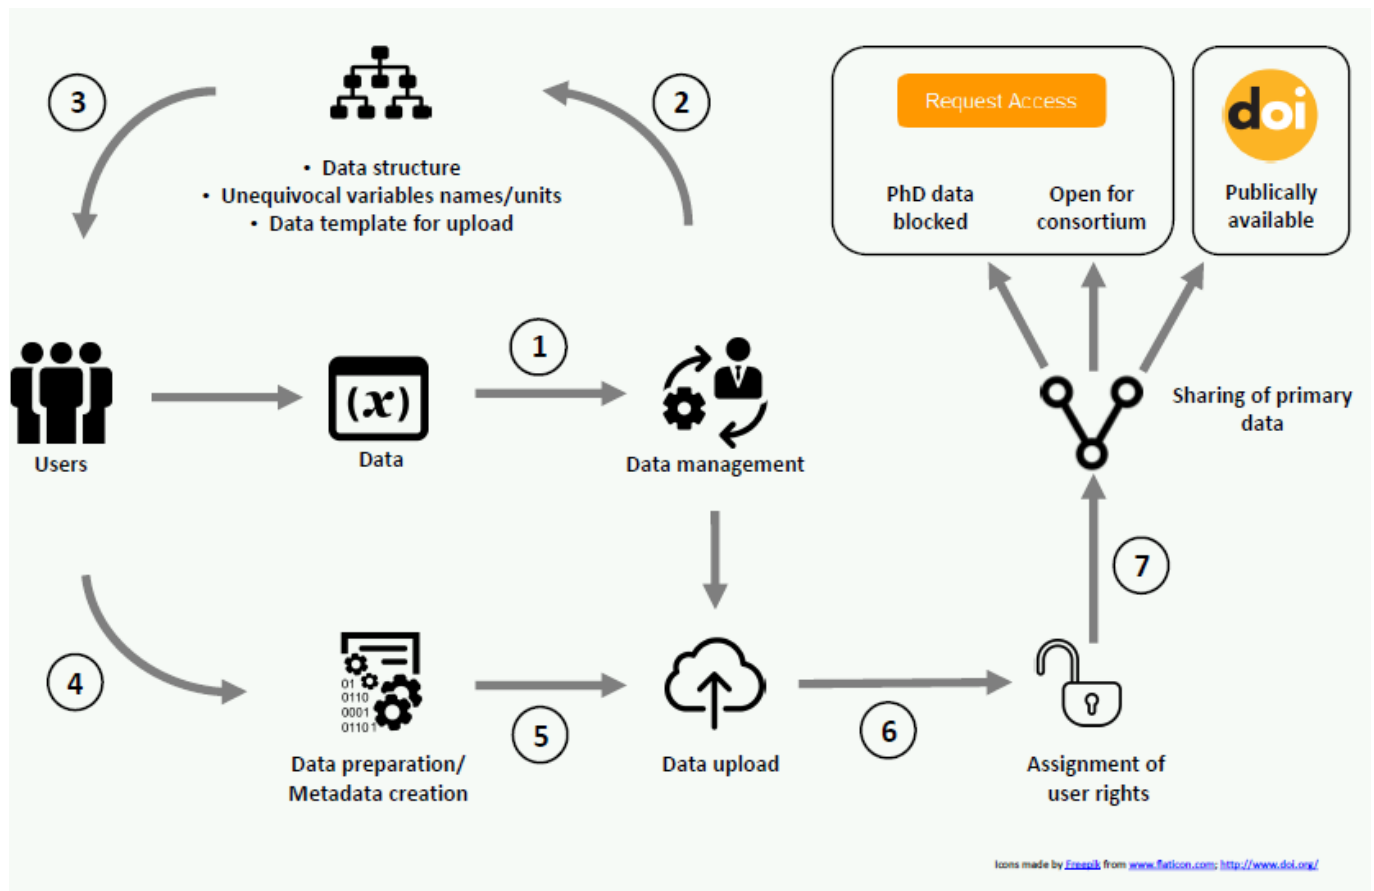 3
2
• Data structure
• Unequivocal variables names/units
• Data template for upload
Request Access
PhD data
blocked
Open for
consortium
doi
Publically
available
1
(x)
Users
Data
Data management
Sharing of primary
data
7
4
01
0110
0001
01101
5
6
Data preparation/
Metadata creation
Data upload
Assignment of
user rights
Icons made by Freepik from www.flaticon.com; http://www.doi.org/